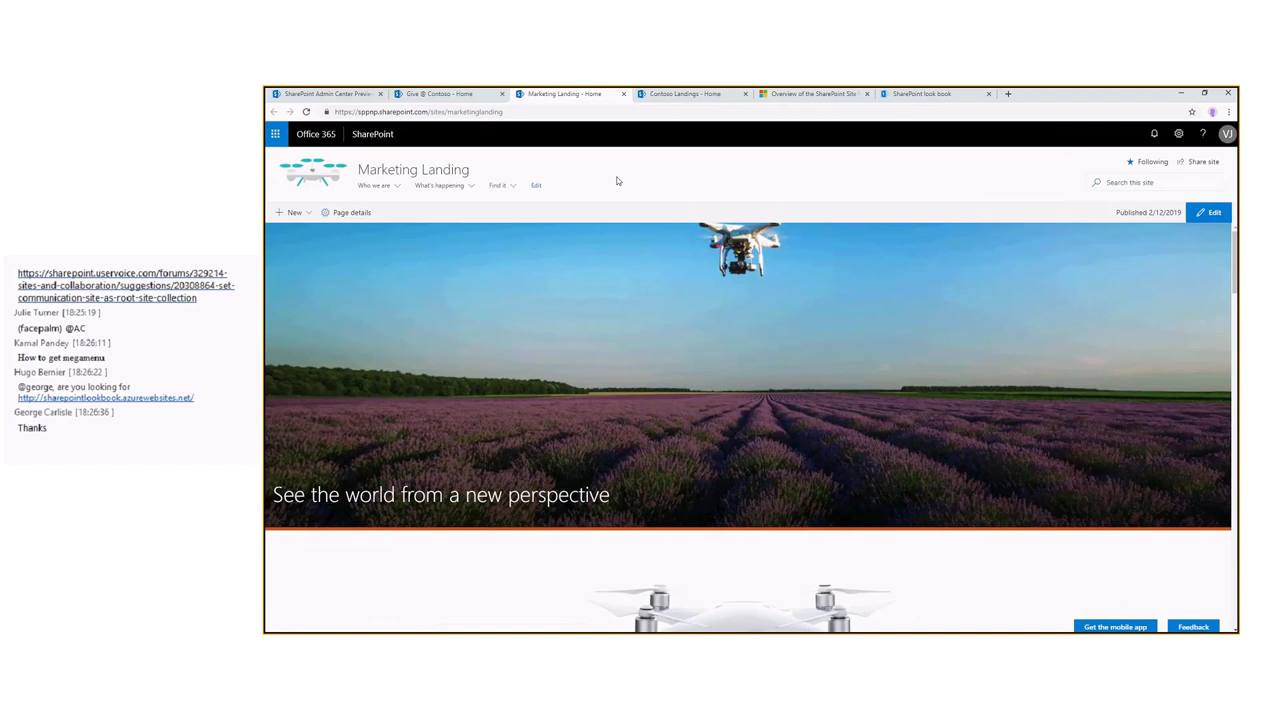 SharePoint Admin Center Previe
Give @ Contoso - Home
Marketing Landing - Home
Contoso Landings - Home
Overview of the SharePoint Site
SharePoint look book
https://sppnp.sharepoint.com/sites/marketinglanding
Office 365
SharePoint
VJ
Marketing Landing
Following
Share site
Who we are
What's happening
Find it
Edit
Search this site
New
Page details
Published 2/12/2019
Edit
https://sharepoint.uservoice.com/forums/329214-
sites-and-collaboration/suggestions/20308864-set-
communication-site-as-root-site-collection
Julie Turner [18:25:19 ]
(facepalm) @AC
Kamal Pandey [18:26:11 ]
How to get megamenu
Hugo Bernier [18:26:22 ]
@george, are you looking for
http://sharepointlookbook.azurewebsites.net/
George Carlisle [18:26:36 ]
Thanks
See the world from a new perspective
Get the mobile app
Feedback